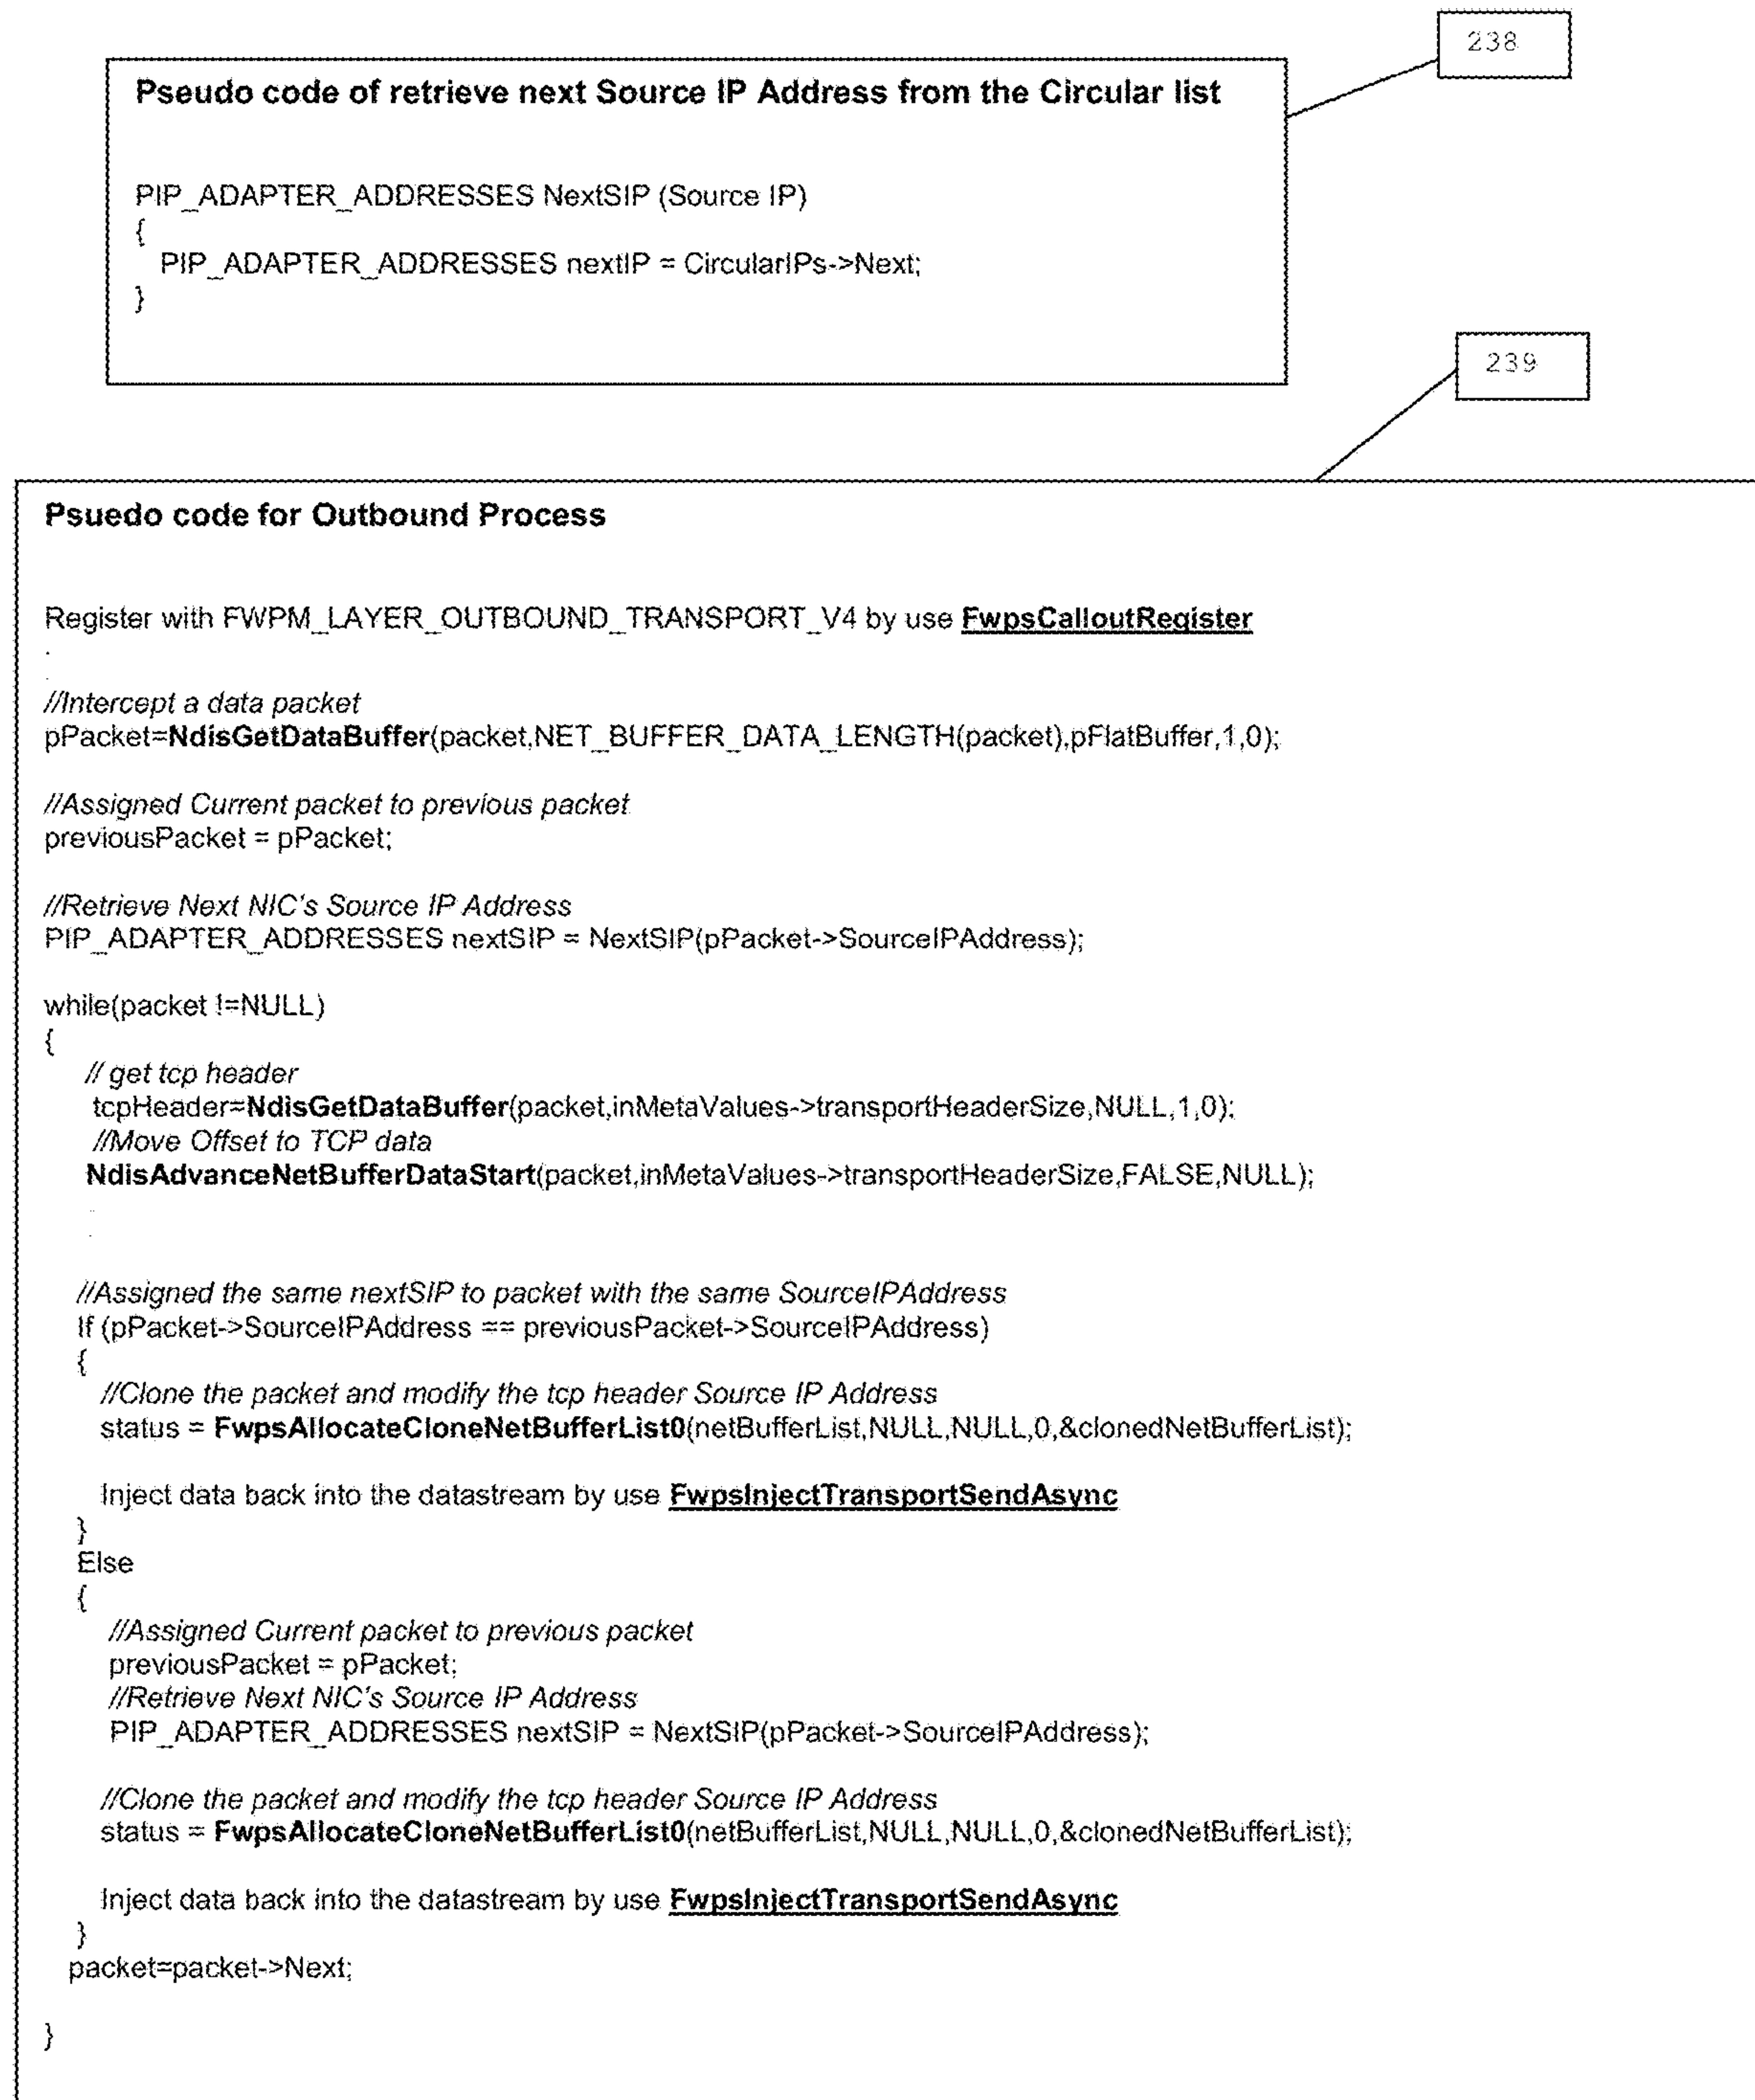 238
Pseudo code of retrieve next Source IP Address from the Circular list
PIP_ADAPTER_ADDRESSES NextSIP (Source IP)
{
PIP_ADAPTER_ADDRESSES nextIP = CircularIPs->Next;
}
239
Psuedo code for Outbound Process
Register with FWPM_LAYER_OUTBOUND_TRANSPORT_V4 by use FwpsCalloutRegister
.
.
//Intercept a data packet
pPacket=NdisGetDataBuffer(packet,NET_BUFFER_DATA_LENGTH(packet),pFlatBuffer,1,0);
//Assigned Current packet to previous packet
previousPacket = pPacket;
//Retrieve Next NIC's Source IP Address
PIP_ADAPTER_ADDRESSES nextSIP = NextSIP(pPacket->SourceIPAddress);
while(packet !=NULL)
{
// get tcp header
tcpHeader=NdisGetDataBuffer(packet,inMetaValues->transportHeaderSize,NULL,1,0);
//Move Offset to TCP data
NdisAdvanceNetBufferDataStart(packet,inMetaValues->transportHeaderSize,FALSE,NULL);
.
.
//Assigned the same nextSIP to packet with the same SourceIPAddress
If (pPacket->SourceIPAddress == previousPacket->SourceIPAddress)
{
//Clone the packet and modify the tcp header Source IP Address
status = FwpsAllocateCloneNetBufferList0(netBufferList,NULL,NULL,0,&clonedNetBufferList);
Inject data back into the datastream by use FwpsInjectTransportSendAsync
}
Else
{
//Assigned Current packet to previous packet
previousPacket = pPacket;
//Retrieve Next NIC's Source IP Address
PIP_ADAPTER_ADDRESSES nextSIP = NextSIP(pPacket->SourceIPAddress);
//Clone the packet and modify the tcp header Source IP Address
status = FwpsAllocateCloneNetBufferList0(netBufferList,NULL,NULL,0,&clonedNetBufferList);
Inject data back into the datastream by use FwpsInjectTransportSendAsync
}
packet=packet->Next;
}